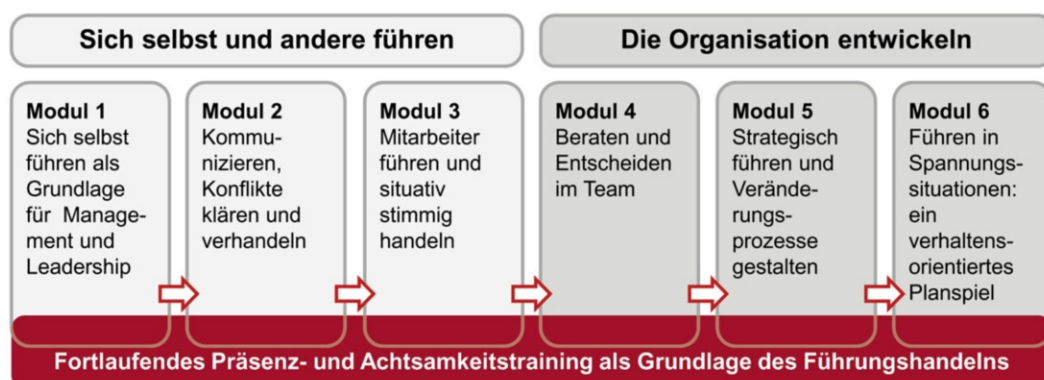 Sich selbst und andere führen
Die Organisation entwickeln
Modul 1
Sich selbst
führen als
Grundlage
für Manage-
ment und
Leadership
Modul 2
Kommu-
nizieren,
Konflikte
klären und
verhandeln
Modul 3
Mitarbeiter
führen und
situativ
stimmig
handeln
Modul 4
Beraten und
Entscheiden
im Team
Modul 5
Strategisch
führen und
Verände-
rungs-
prozesse
gestalten
Modul 6
Führen in
Spannungs-
situationen:
ein
verhaltens-
orientiertes
Planspiel
Fortlaufendes Präsenz- und Achtsamkeitstraining als Grundlage des Führungshandelns